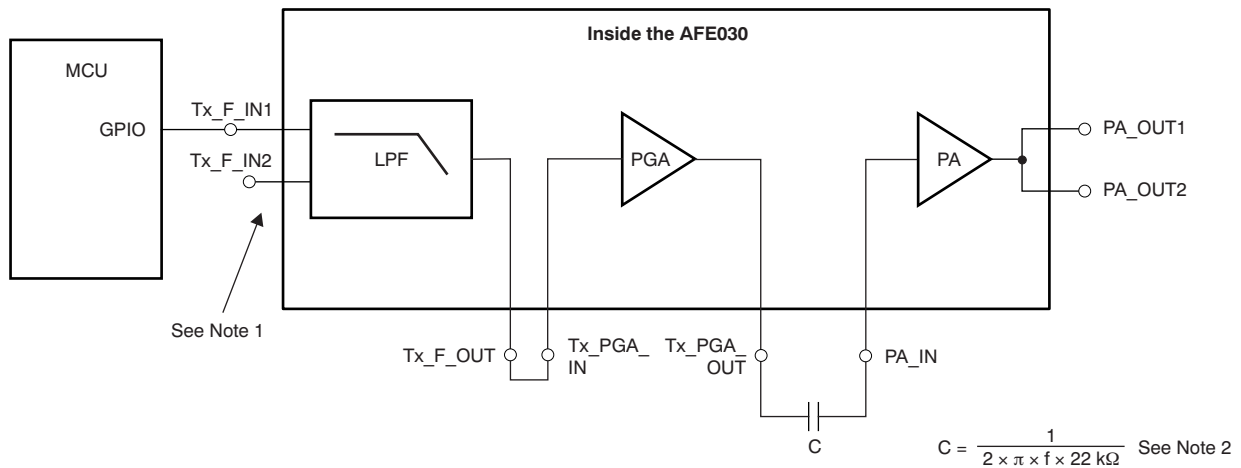 Inside the AFE030
MCU
GPIO
Tx_F_IN1
Tx_F_IN2
LPF
PGA
PA
PA_OUT1
PA_OUT2
See Note 1
Tx_F_OUT
Tx_PGA_
IN
Tx_PGA_
OUT
PA_IN
C
C = 1
2 × π × f × 22 kΩ
See Note 2